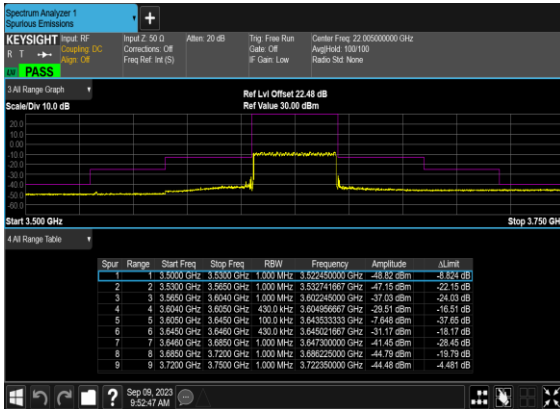 Spectrum Analyzer 1
Spurious Emissions
KEYSIGHT Input: RF Input Z: 50 Ω Atten: 20 dB Trig: Free Run Center Freq: 22.005000000 GHz
R T Coupling: DC Corrections: Off Gate: Off Avg|Hold: 100/100
Align: Off Freq Ref: Int (S) IF Gain: Low Radio Std: None
PASS
3 All Range Graph Ref Lvl Offset 22.48 dB
Scale/Div 10.0 dB Ref Value 30.00 dBm
20.0
10.0
0.00
-10.0
-20.0
-30.0
-40.0
-50.0
-60.0
Start 3.500 GHz Stop 3.750 GH
4 All Range Table
Spur Range Start Freq Stop Freq RBW Frequency Amplitude ΔLimit
1 1 3.5000 GHz 3.5300 GHz 1.000 MHz 3.522450000 GHz -48.82 dBm -8.824 dB
2 2 3.5300 GHz 3.5650 GHz 1.000 MHz 3.532741667 GHz -47.15 dBm -22.15 dB
3 3 3.5650 GHz 3.6040 GHz 1.000 MHz 3.602245000 GHz -37.03 dBm -24.03 dB
4 4 3.6040 GHz 3.6050 GHz 430.0 kHz 3.604956667 GHz -29.51 dBm -16.51 dB
5 5 3.6050 GHz 3.6450 GHz 100.0 kHz 3.643533333 GHz -7.648 dBm -37.65 dB
6 6 3.6450 GHz 3.6460 GHz 430.0 kHz 3.645021667 GHz -31.17 dBm -18.17 dB
7 7 3.6460 GHz 3.6850 GHz 1.000 MHz 3.647300000 GHz -41.45 dBm -28.45 dB
8 8 3.6850 GHz 3.7200 GHz 1.000 MHz 3.686225000 GHz -44.79 dBm -19.79 dB
9 9 3.7200 GHz 3.7500 GHz 1.000 MHz 3.722350000 GHz -44.48 dBm -4.481 dB
Sep 09, 2023
9:52:47 AM